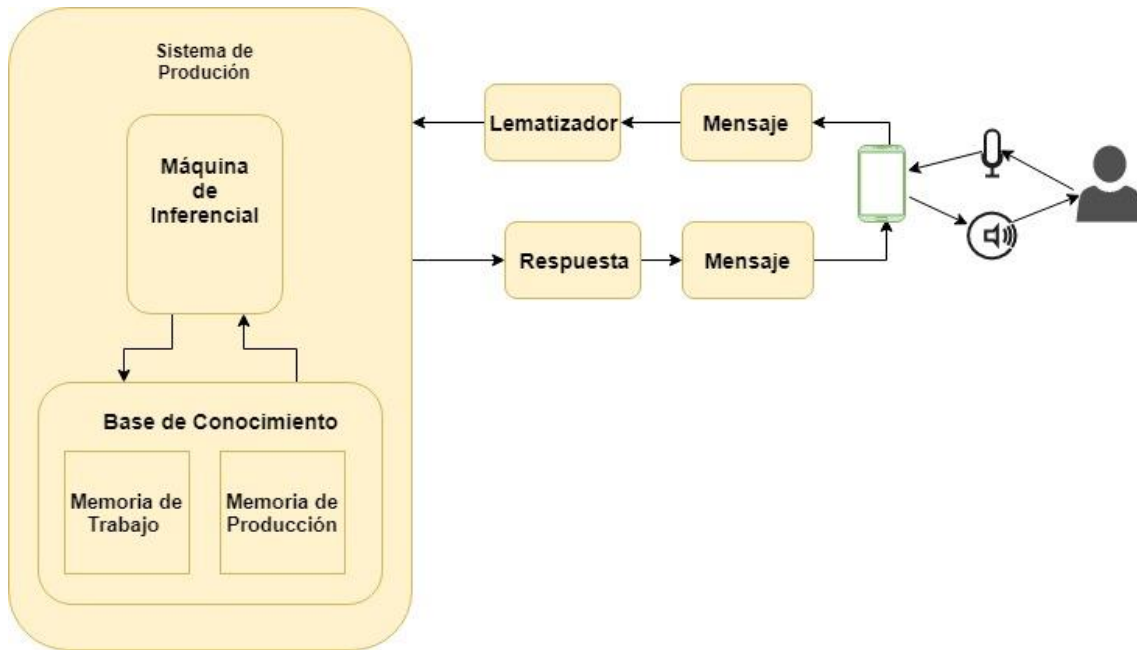 Sistema de
Produción
Máquina
de
Inferencial
Lematizador
Mensaje
Respuesta
Mensaje
Base de Conocimiento
Memoria de
Trabajo
Memoria de
Producción